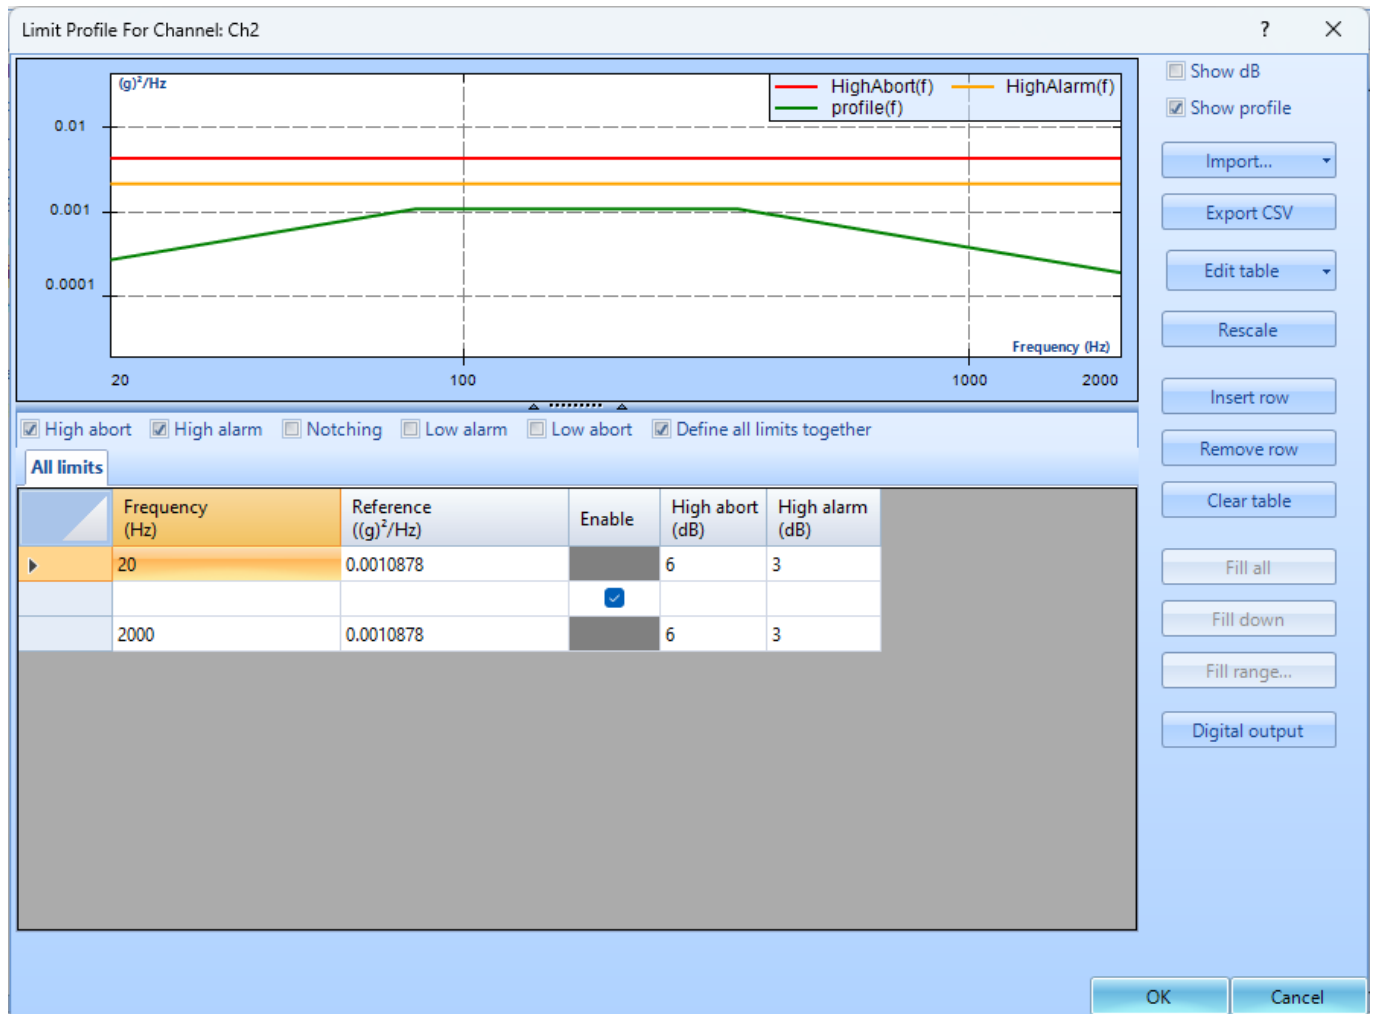 Limit Profile For Channel: Ch2
?
(g)²/Hz
HighAbort(f)
HighAlarm(f)
profile(f)
0.01
0.001
0.0001
Frequency (Hz)
20
100
1000
2000
Show dB
Show profile
Import...
Export CSV
Edit table
Rescale
Insert row
Remove row
Clear table
Fill all
Fill down
Fill range...
Digital output
High abort
High alarm
Notching
Low alarm
Low abort
Define all limits together
All limits
Frequency (Hz)
Reference ((g)²/Hz)
Enable
High abort (dB)
High alarm (dB)
20 0.0010878 6 3
2000 0.0010878 6 3
OK
Cancel